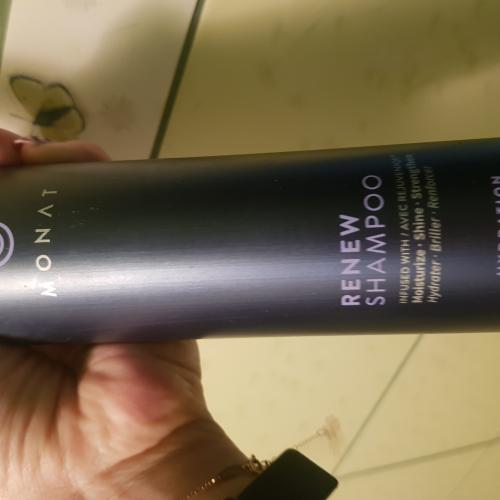 MONAT
RENEW
SHAMPOO
INFUSED WITH / AVEC REJUVENIQE
Moisturize · Shine · Strengthen
Hydrater · Briller · Renforcer